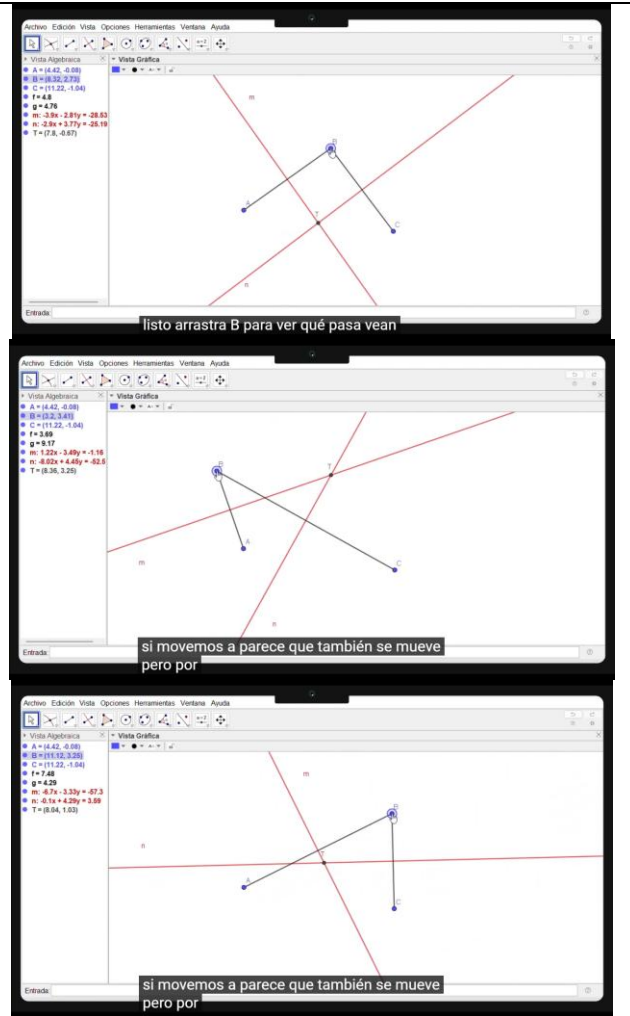 Archivo Edición Vista Opciones Herramientas Ventana Ayuda
Vista Algebraica
Vista Gráfica
A = (4.42, -0.08)
B = (8.32, 2.73)
C = (11.22, -1.04)
f = 4.8
g = 4.76
m: -3.9x - 2.81y = -28.53
n: -2.9x + 3.77y = -25.19
T = (7.8, -0.67)
m
B
A
T
C
n
Entrada:
listo arrastra B para ver qué pasa vean
Archivo Edición Vista Opciones Herramientas Ventana Ayuda
Vista Algebraica
Vista Gráfica
A = (4.42, -0.08)
B = (3.2, 3.41)
C = (11.22, -1.04)
f = 3.69
g = 9.17
m: 1.22x - 3.49y = -1.16
n: -8.02x + 4.45y = -52.5
T = (8.36, 3.25)
B
T
A
m
C
n
Entrada:
si movemos a parece que también se mueve
pero por
Archivo Edición Vista Opciones Herramientas Ventana Ayuda
Vista Algebraica
Vista Gráfica
A = (4.42, -0.08)
B = (11.12, 3.25)
C = (11.22, -1.04)
f = 7.48
g = 4.29
m: -6.7x - 3.33y = -57.3
n: -0.1x + 4.29y = 3.59
T = (8.04, 1.03)
m
B
n
T
A
C
Entrada:
si movemos a parece que también se mueve
pero por